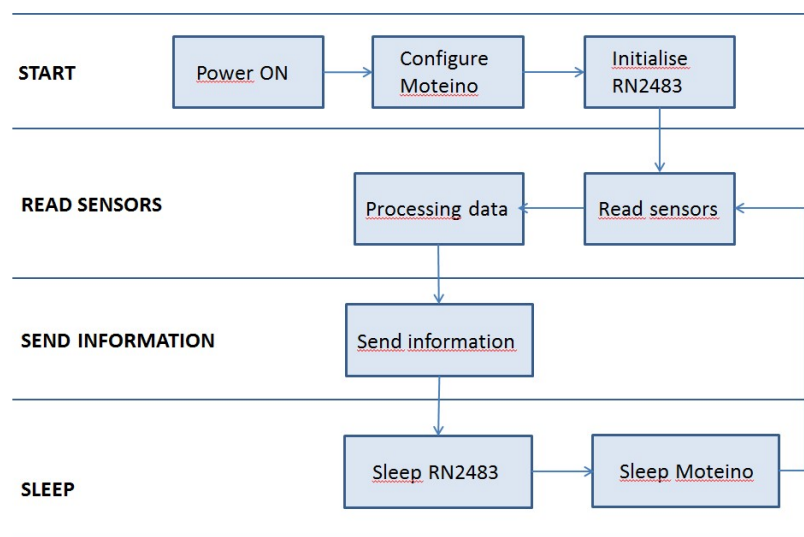 START
Power ON
Configure
Moteino
Initialise
RN2483
READ SENSORS
Processing data
Read sensors
SEND INFORMATION
Send information
SLEEP
Sleep RN2483
Sleep Moteino